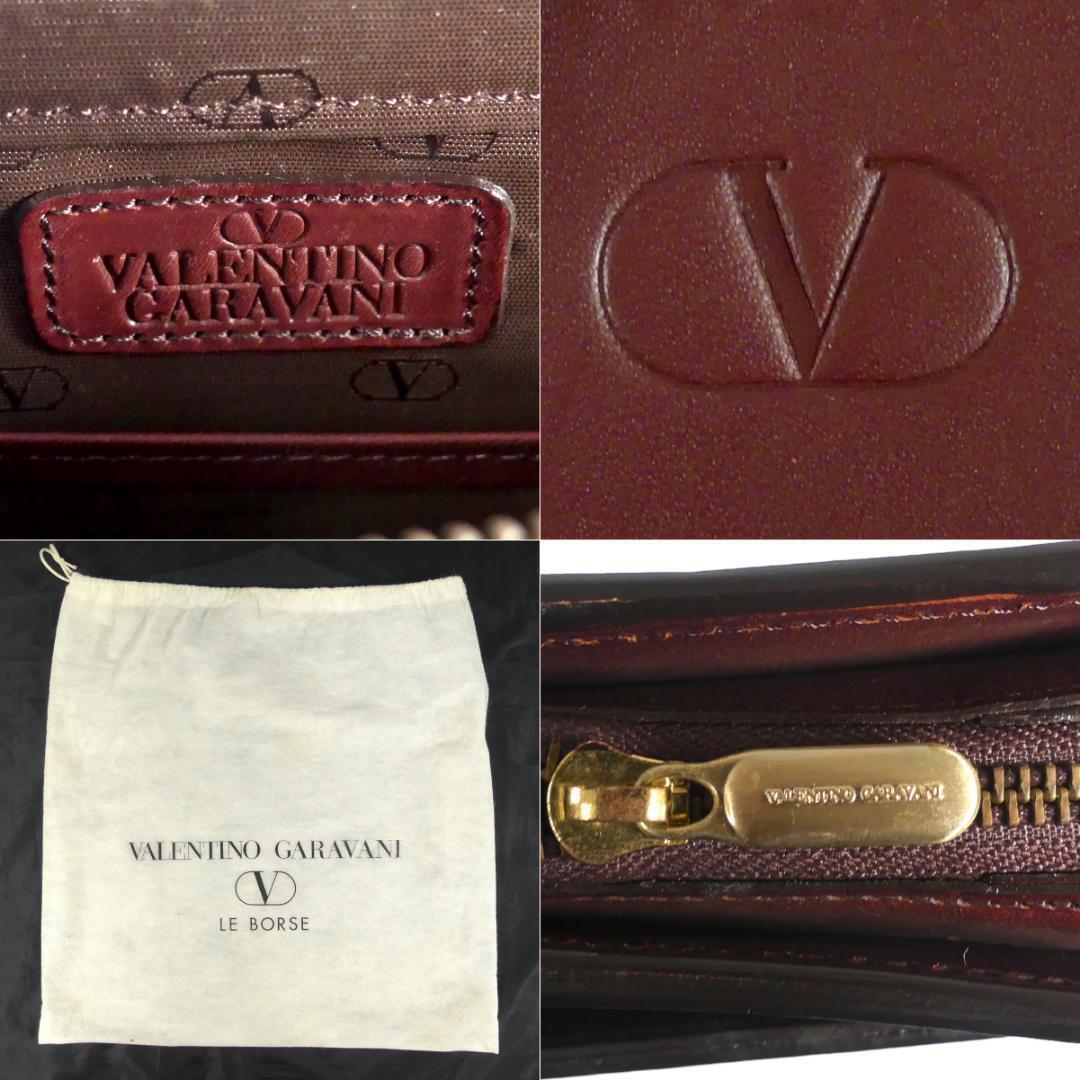 V
VALENTINO
GARAVANI
V
V
V
VALENTINO GARAVANI
V
LE BORSE
VALENTINO GARAVANI